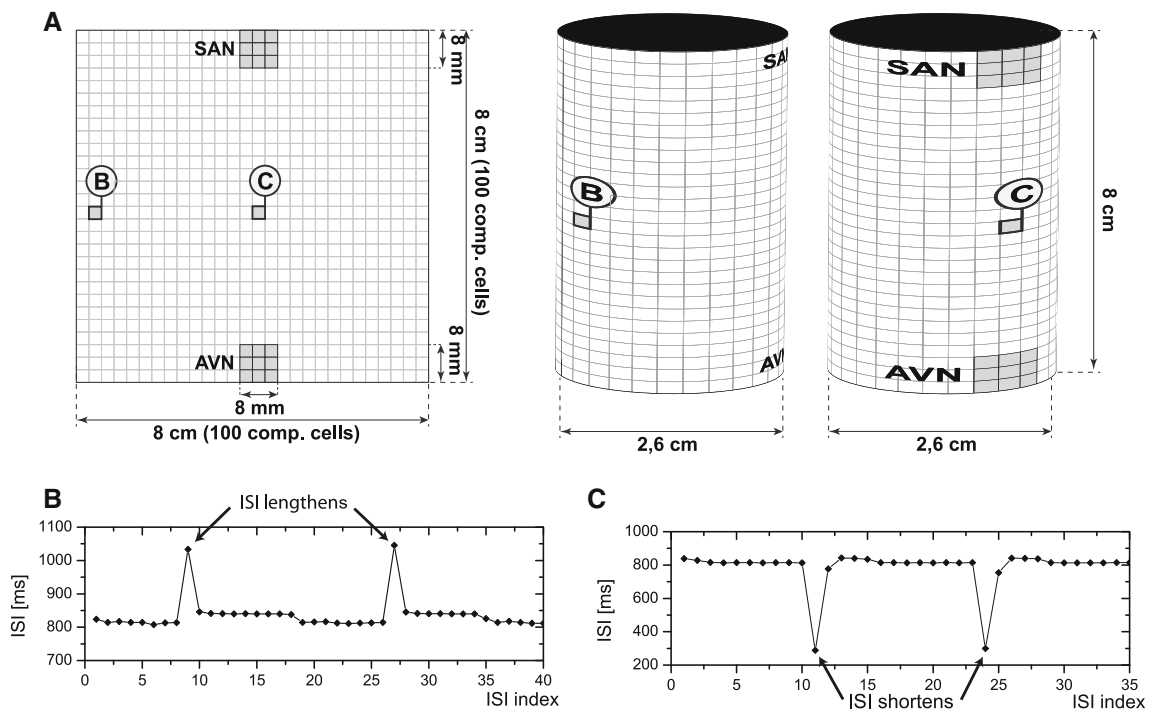 A
SAN
AVN
B
C
8 mm
8 cm (100 comp. cells)
8 mm
8 mm
8 cm (100 comp. cells)
SA
B
AV
2,6 cm
SAN
C
AVN
8 cm
2,6 cm
B
ISI lengthens
ISI [ms]
1100
1000
900
800
700
0 5 10 15 20 25 30 35 40
ISI index
C
ISI [ms]
1000
800
600
400
200
0 5 10 15 20 25 30 35
ISI shortens
ISI index